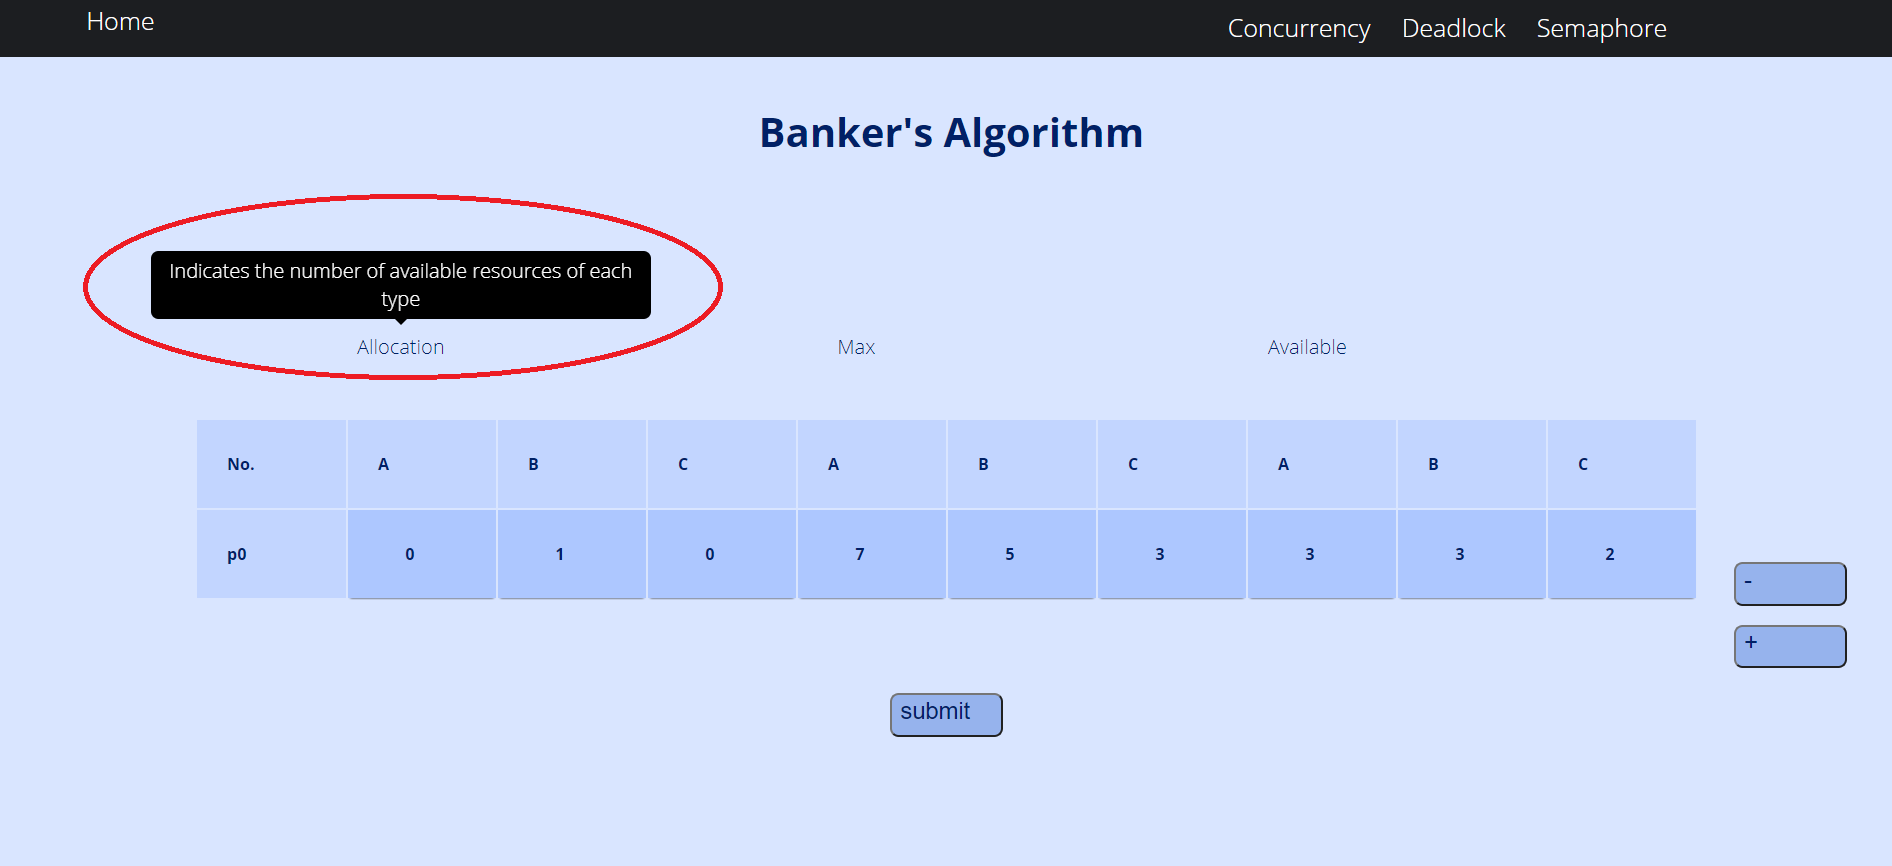 Home Concurrency Deadlock Semaphore
Banker's Algorithm
Indicates the number of available resources of each
type
Allocation Max Available
No. A B C A B C A B C
p0 0 1 0 7 5 3 3 3 2
-
+
submit